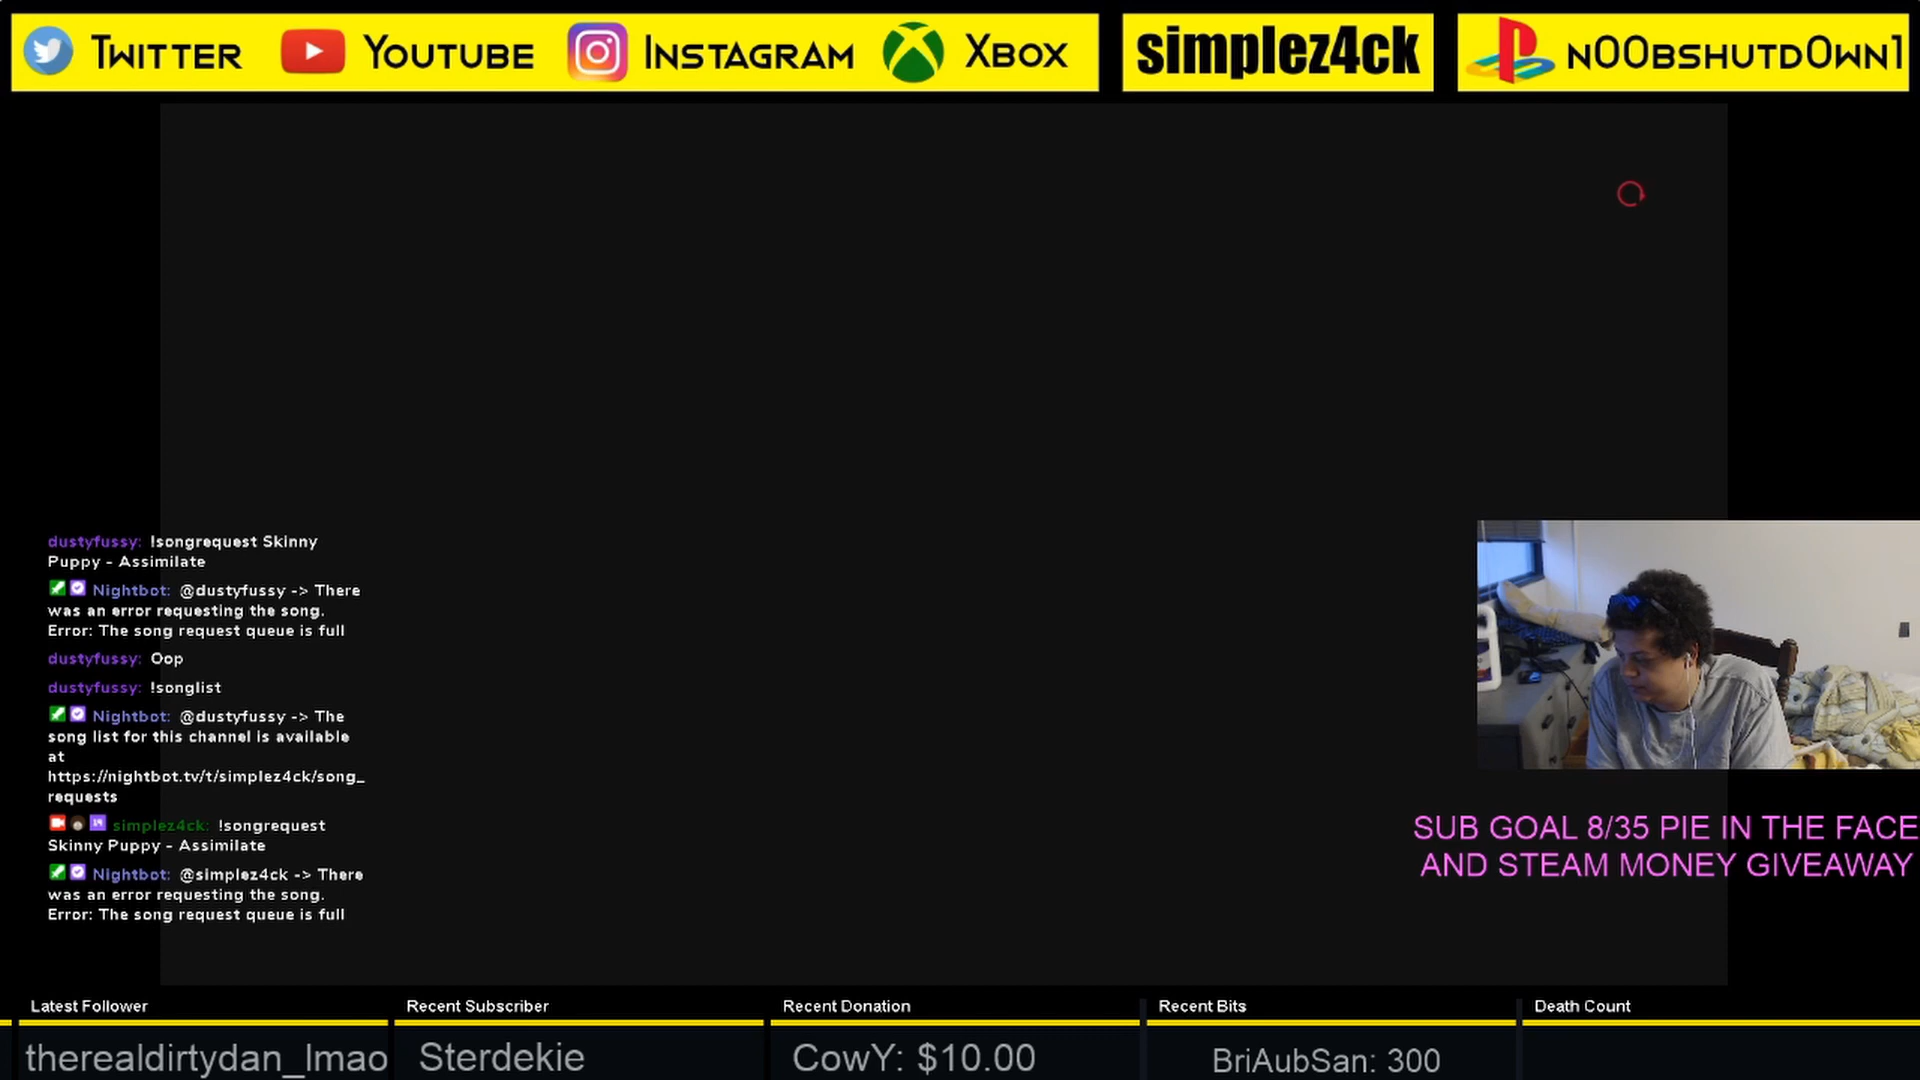 Twitter Youtube Instagram Xbox simplez4ck n00bshutd0wn1
dustyfussy: !songrequest Skinny
Puppy - Assimilate
Nightbot: @dustyfussy -> There
was an error requesting the song.
Error: The song request queue is full
dustyfussy: Oop
dustyfussy: !songlist
Nightbot: @dustyfussy -> The
song list for this channel is available
at
https://nightbot.tv/t/simplez4ck/song_
requests
simplez4ck: !songrequest
Skinny Puppy - Assimilate
Nightbot: @simplez4ck -> There
was an error requesting the song.
Error: The song request queue is full
SUB GOAL 8/35 PIE IN THE FACE
AND STEAM MONEY GIVEAWAY
Latest Follower
therealdirtydan_lmao
Recent Subscriber
Sterdekie
Recent Donation
CowY: $10.00
Recent Bits
BriAubSan: 300
Death Count